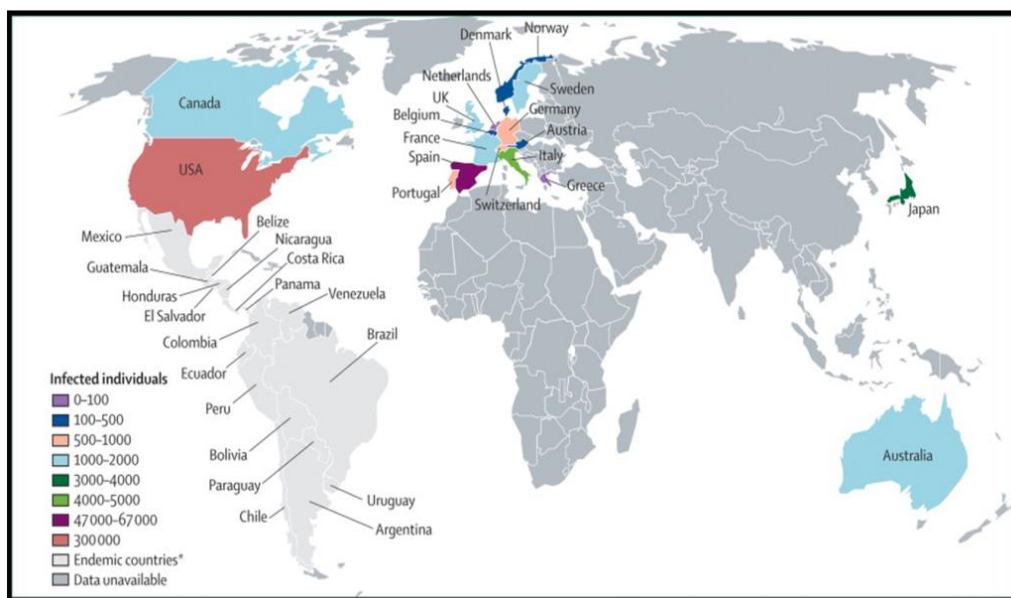 Norway
Denmark
Netherlands
UK
Sweden
Belgium
Germany
France
Austria
Spain
Italy
Portugal
Switzerland
Greece
Canada
USA
Japan
Mexico
Belize
Nicaragua
Guatemala
Costa Rica
Honduras
Panama
El Salvador
Venezuela
Colombia
Brazil
Ecuador
Peru
Bolivia
Paraguay
Uruguay
Chile
Argentina
Australia
Infected individuals
0–100
100–500
500–1000
1000–2000
3000–4000
4000–5000
47 000–67 000
300 000
Endemic countries*
Data unavailable